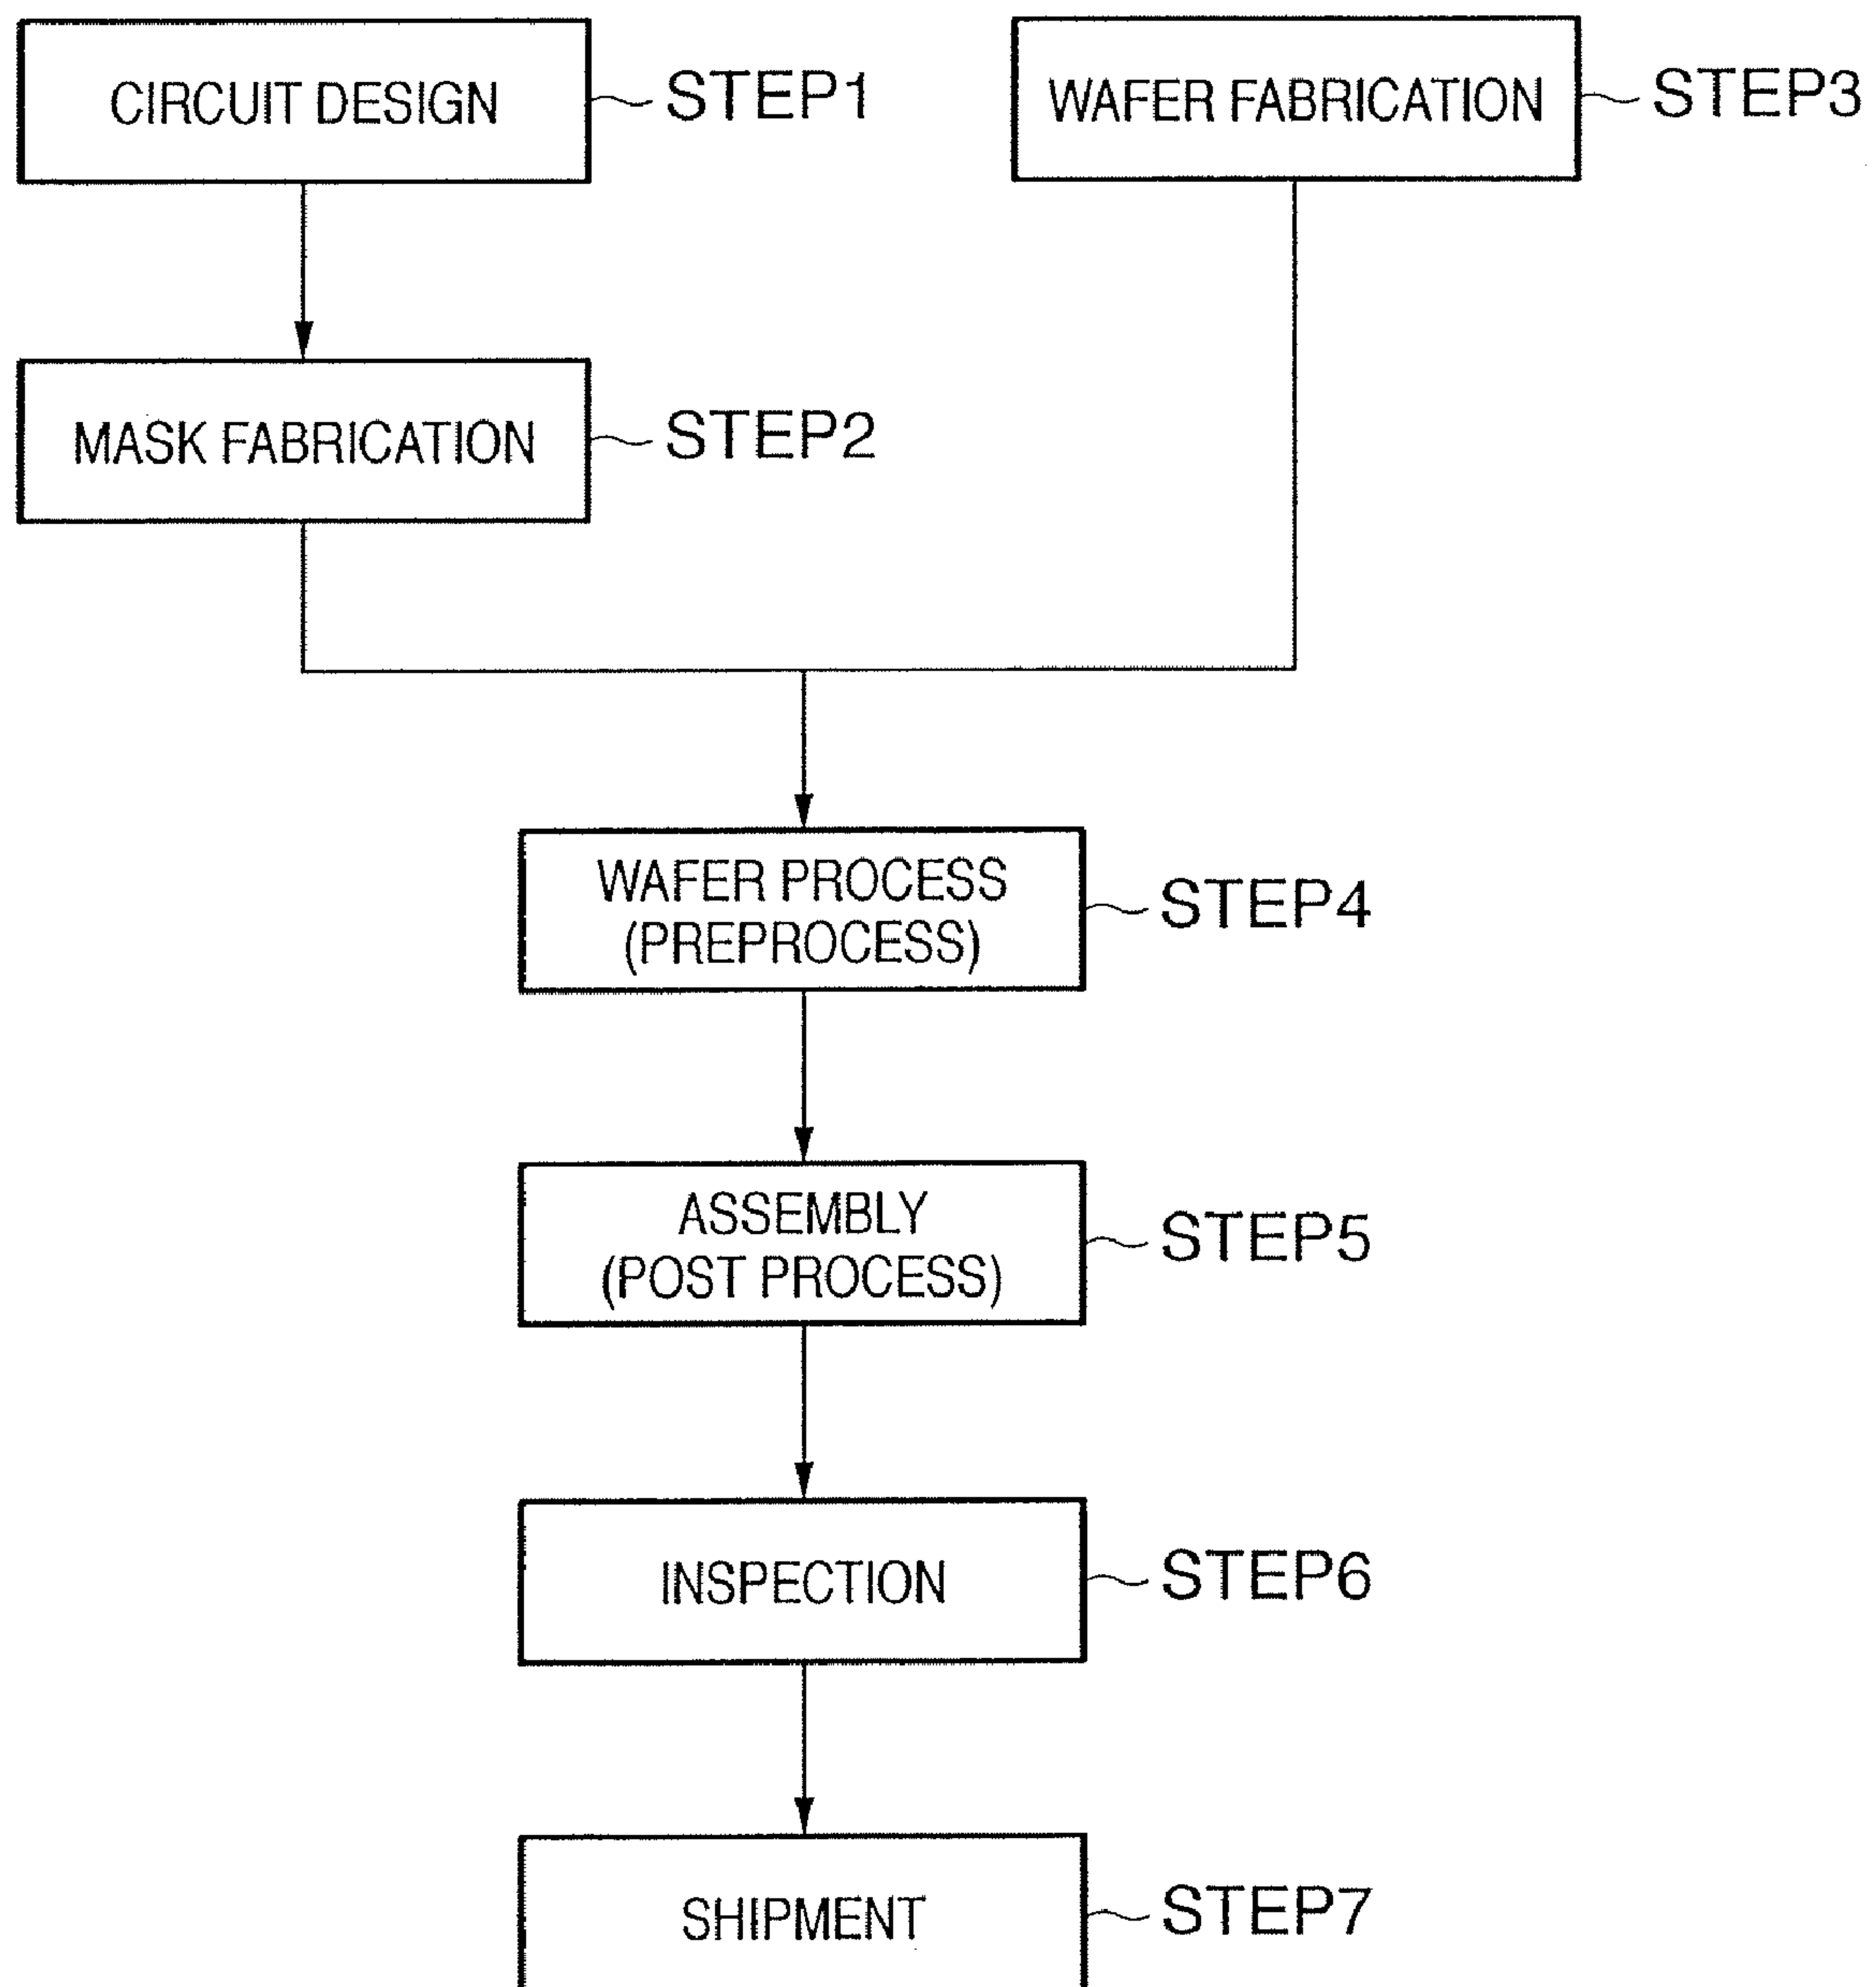 CIRCUIT DESIGN
STEP1
WAFER FABRICATION
STEP3
MASK FABRICATION
STEP2
WAFER PROCESS
(PREPROCESS)
STEP4
ASSEMBLY
(POST PROCESS)
STEP5
INSPECTION
STEP6
SHIPMENT
STEP7